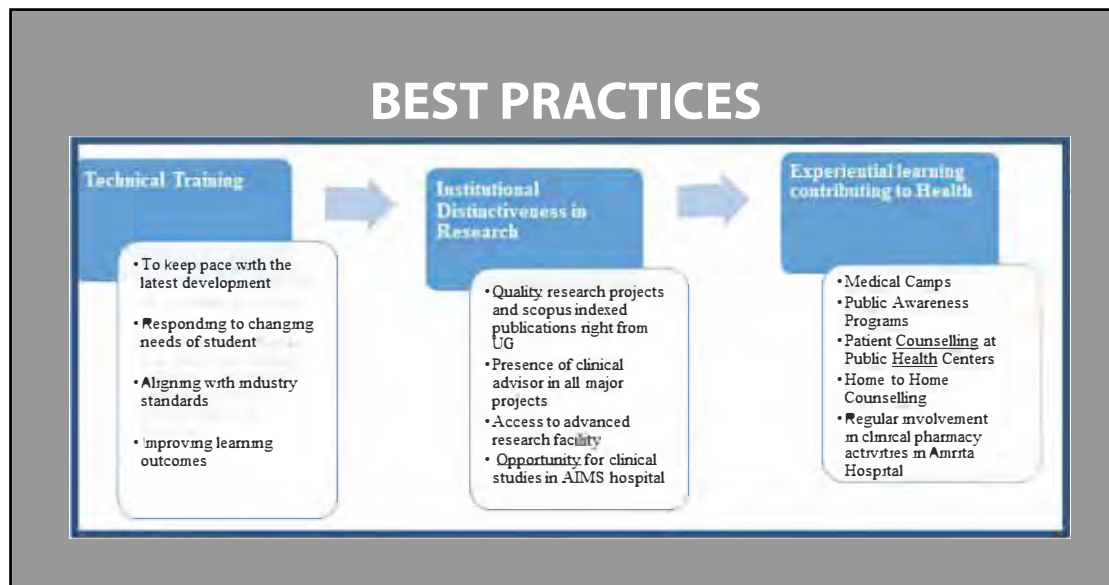 BEST PRACTICES
Technical Training
• To keep pace with the
latest development
• Responding to changing
needs of student
• Aligning with industry
standards
• Improving learning
outcomes
Institutional
Distinctiveness in
Research
• Quality research projects
and scopus indexed
publications right from
UG
• Presence of clinical
advisor in all major
projects
• Access to advanced
research facility
• Opportunity for clinical
studies in AIMS hospital
Experiential learning
contributing to Health
• Medical Camps
• Public Awareness
Programs
• Patient Counselling at
Public Health Centers
• Home to Home
Counselling
• Regular involvement
in clinical pharmacy
activities in Amrita
Hospital